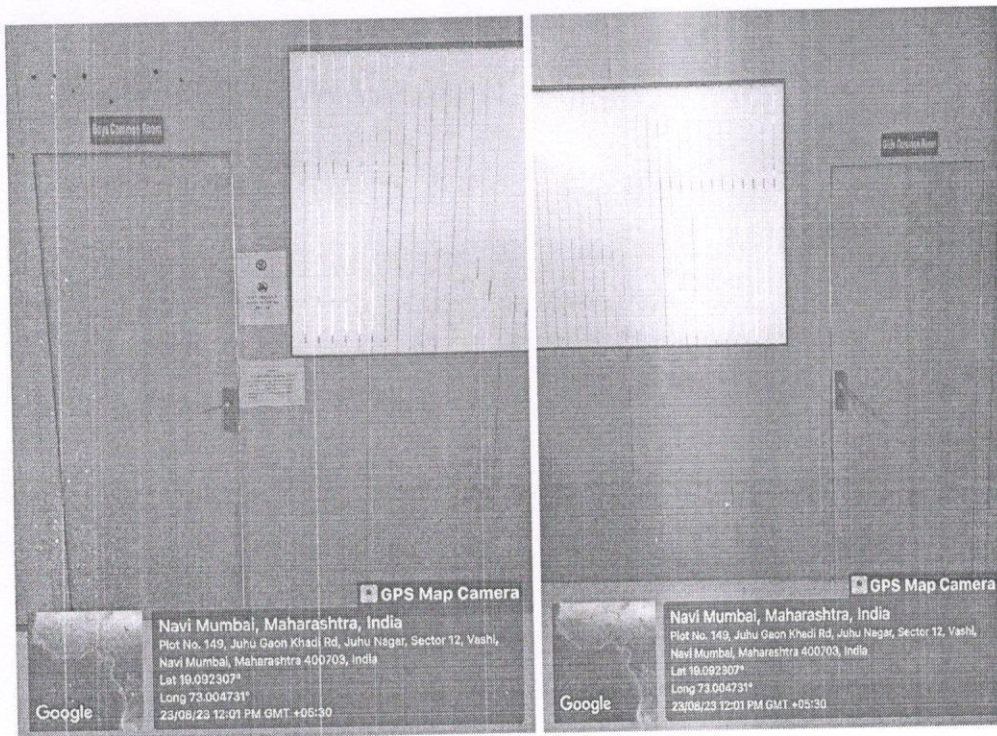 Boys Common Room
GPS Map Camera
Navi Mumbai, Maharashtra, India
Plot No. 149, Juhu Gaon Khadi Rd, Juhu Nagar, Sector 12, Vashi,
Navi Mumbai, Maharashtra 400703, India
Lat 19.092307°
Long 73.004731°
23/08/23 12:01 PM GMT +05:30
Google
Girls Common Room
GPS Map Camera
Navi Mumbai, Maharashtra, India
Plot No. 149, Juhu Gaon Khadi Rd, Juhu Nagar, Sector 12, Vashi,
Navi Mumbai, Maharashtra 400703, India
Lat 19.092307°
Long 73.004731°
23/08/23 12:01 PM GMT +05:30
Google